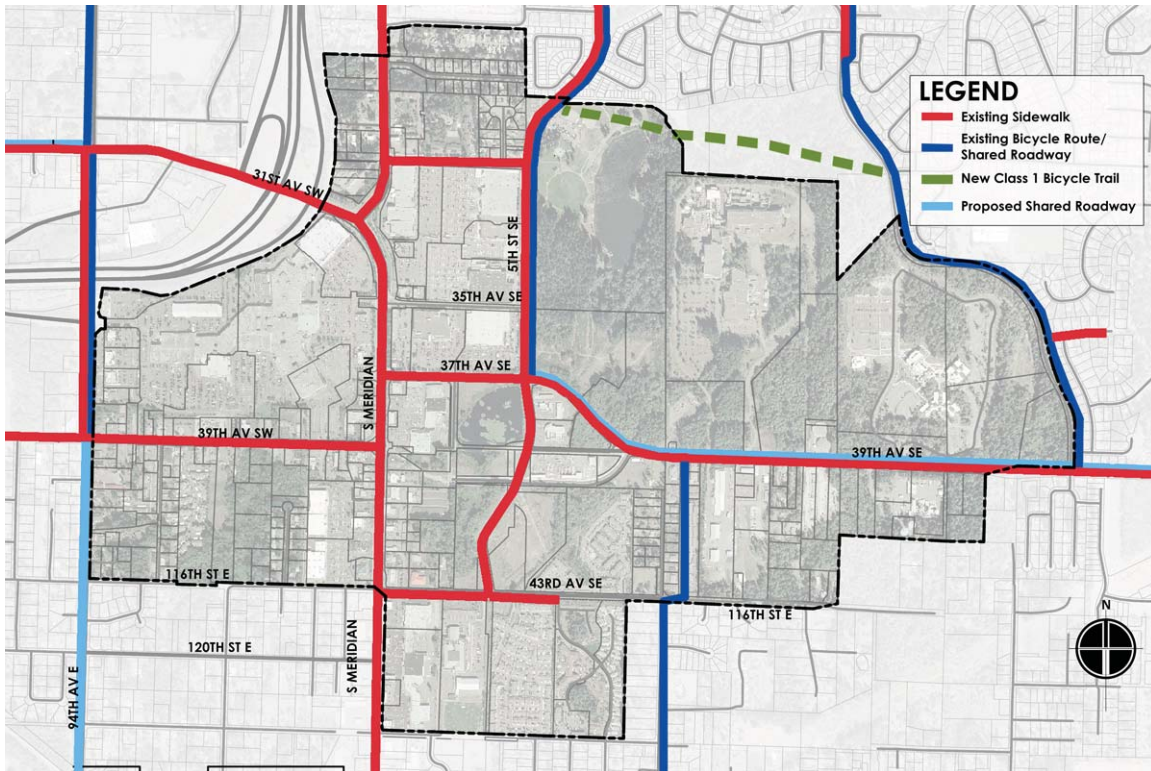 LEGEND
Existing Sidewalk
Existing Bicycle Route/
Shared Roadway
New Class 1 Bicycle Trail
Proposed Shared Roadway
31ST AV SW
5TH ST SE
35TH AV SE
S MERIDIAN
37TH AV SE
39TH AV SW
39TH AV SE
116TH ST E
43RD AV SE
116TH ST E
N
120TH ST E
S MERIDIAN
94TH AV E